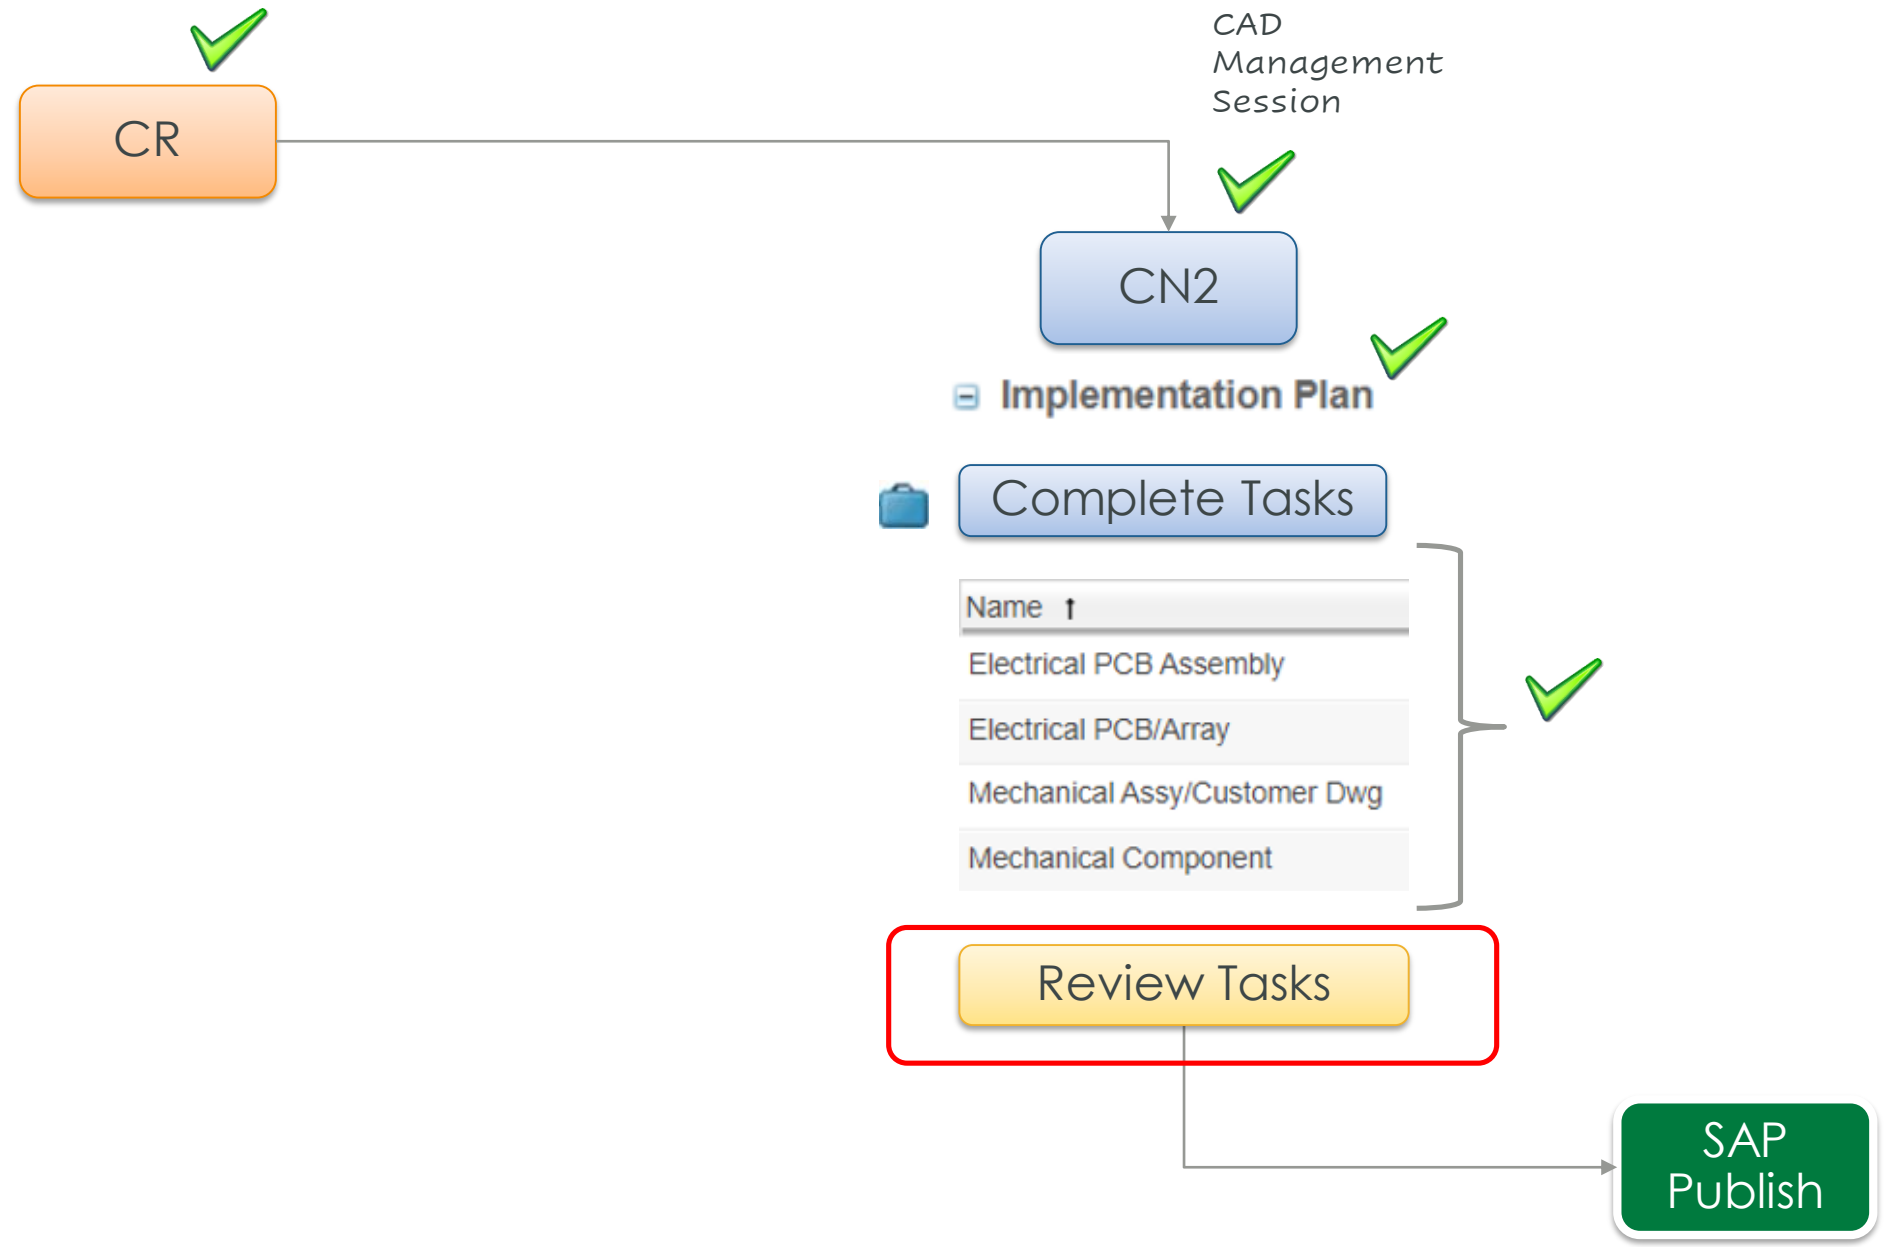 CAD
Management
Session
CR
CN2
Implementation Plan
Complete Tasks
Name ↑
Electrical PCB Assembly
Electrical PCB/Array
Mechanical Assy/Customer Dwg
Mechanical Component
Review Tasks
SAP
Publish